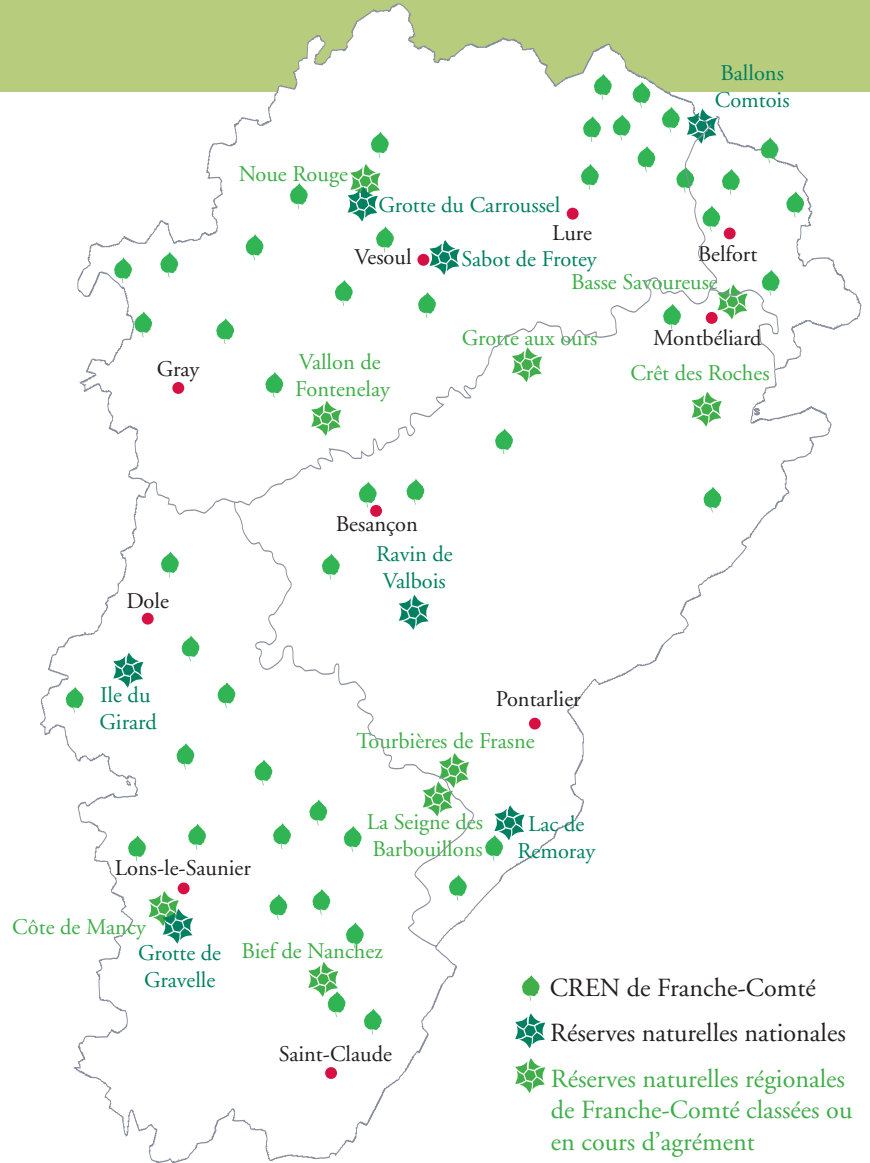 Ballons
Comtois
Noue Rouge
Grotte du Carroussel
Lure
Vesoul
Sabot de Frotey
Belfort
Basse Savoureuse
Montbéliard
Grotte aux ours
Vallon de
Fontenelay
Gray
Crêt des Roches
s
Besançon
Ravin de
Valbois
Dole
Ile du
Girard
Pontarlier
Tourbières de Frasne
La Seigne des
Barbouillons
Lac de
Remoray
Lons-le-Saunier
Côte de Mancy
Grotte de
Gravelle
Bief de Nanchez
Saint-Claude
CREN de Franche-Comté
Réserves naturelles nationales
Réserves naturelles régionales
de Franche-Comté classées ou
en cours d'agrément